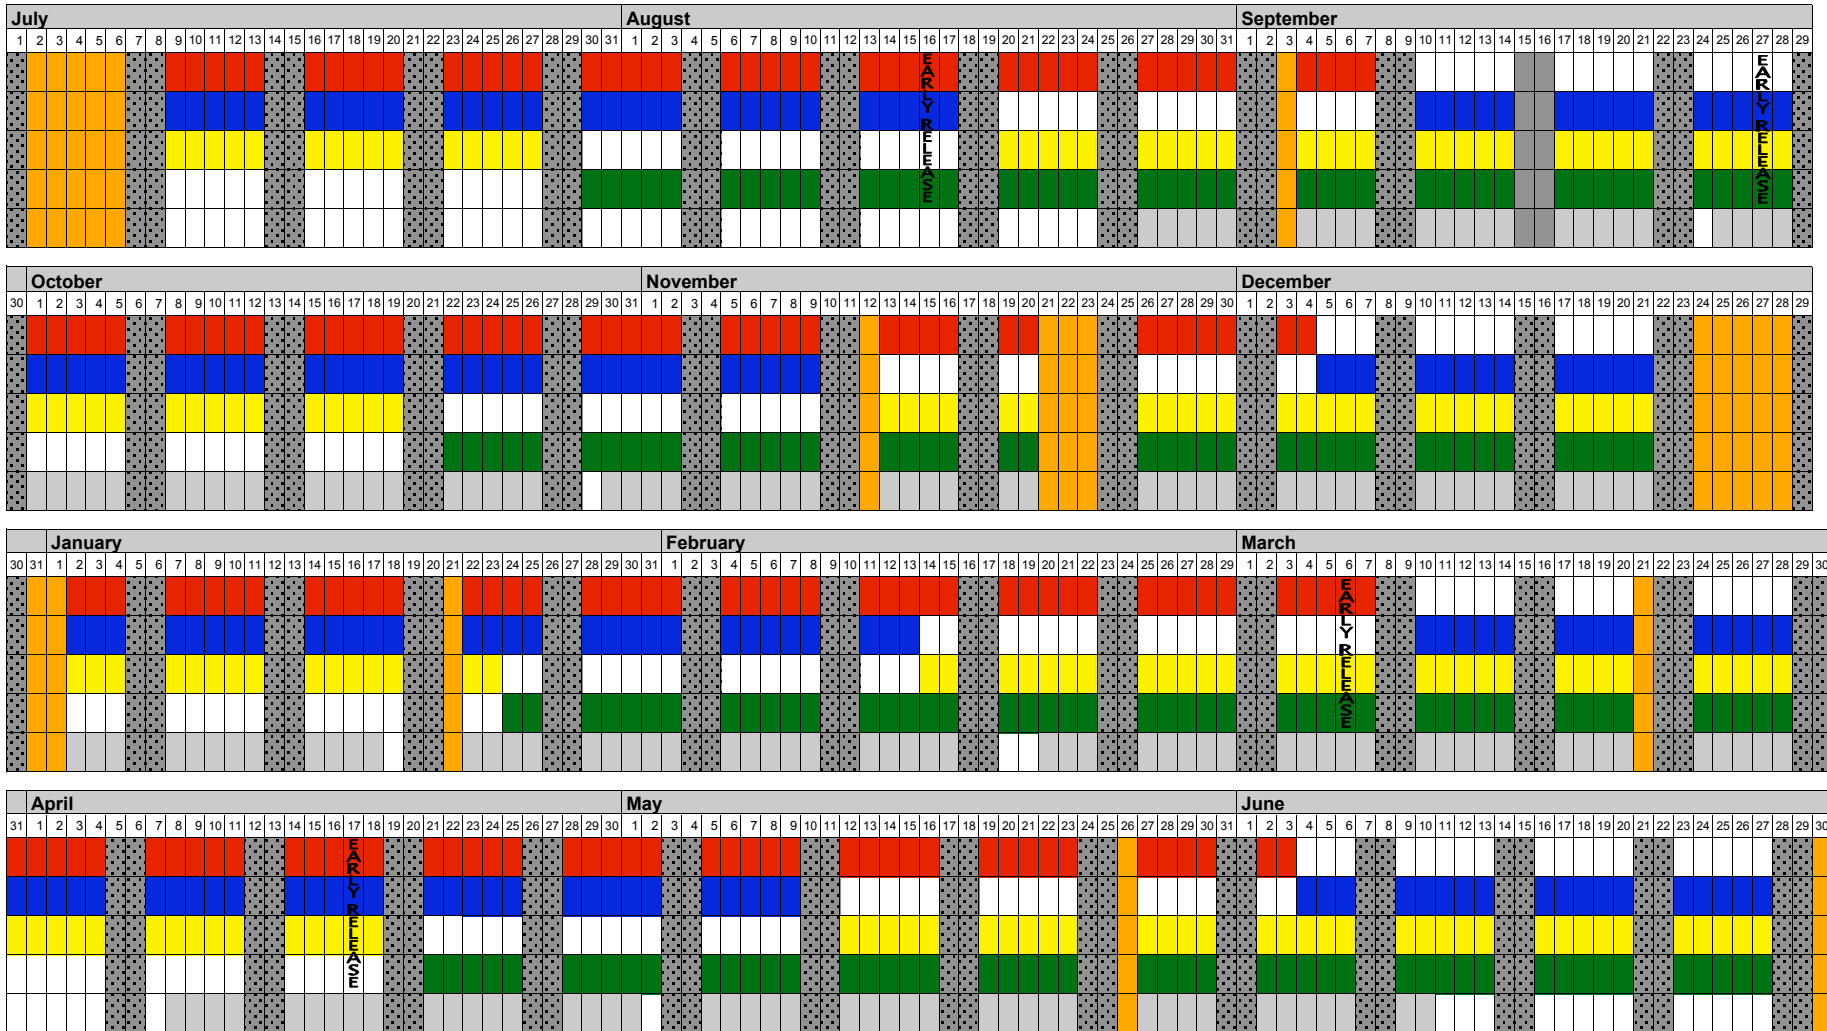 July August September
1 2 3 4 5 6 7 8 9 10 11 12 13 14 15 16 17 18 19 20 21 22 23 24 25 26 27 28 29 30 31 1 2 3 4 5 6 7 8 9 10 11 12 13 14 15 16 17 18 19 20 21 22 23 24 25 26 27 28 29 30 31 1 2 3 4 5 6 7 8 9 10 11 12 13 14 15 16 17 18 19 20 21 22 23 24 25 26 27 28 29
EARLY RELEASE EARLY RELEASE
October November December
30 1 2 3 4 5 6 7 8 9 10 11 12 13 14 15 16 17 18 19 20 21 22 23 24 25 26 27 28 29 30 31 1 2 3 4 5 6 7 8 9 10 11 12 13 14 15 16 17 18 19 20 21 22 23 24 25 26 27 28 29 30 1 2 3 4 5 6 7 8 9 10 11 12 13 14 15 16 17 18 19 20 21 22 23 24 25 26 27 28 29
January February March
30 31 1 2 3 4 5 6 7 8 9 10 11 12 13 14 15 16 17 18 19 20 21 22 23 24 25 26 27 28 29 30 31 1 2 3 4 5 6 7 8 9 10 11 12 13 14 15 16 17 18 19 20 21 22 23 24 25 26 27 28 29 1 2 3 4 5 6 7 8 9 10 11 12 13 14 15 16 17 18 19 20 21 22 23 24 25 26 27 28 29 30
EARLY RELEASE
April May June
31 1 2 3 4 5 6 7 8 9 10 11 12 13 14 15 16 17 18 19 20 21 22 23 24 25 26 27 28 29 30 1 2 3 4 5 6 7 8 9 10 11 12 13 14 15 16 17 18 19 20 21 22 23 24 25 26 27 28 29 30 31 1 2 3 4 5 6 7 8 9 10 11 12 13 14 15 16 17 18 19 20 21 22 23 24 25 26 27 28 29 30
EARLY RELEASE